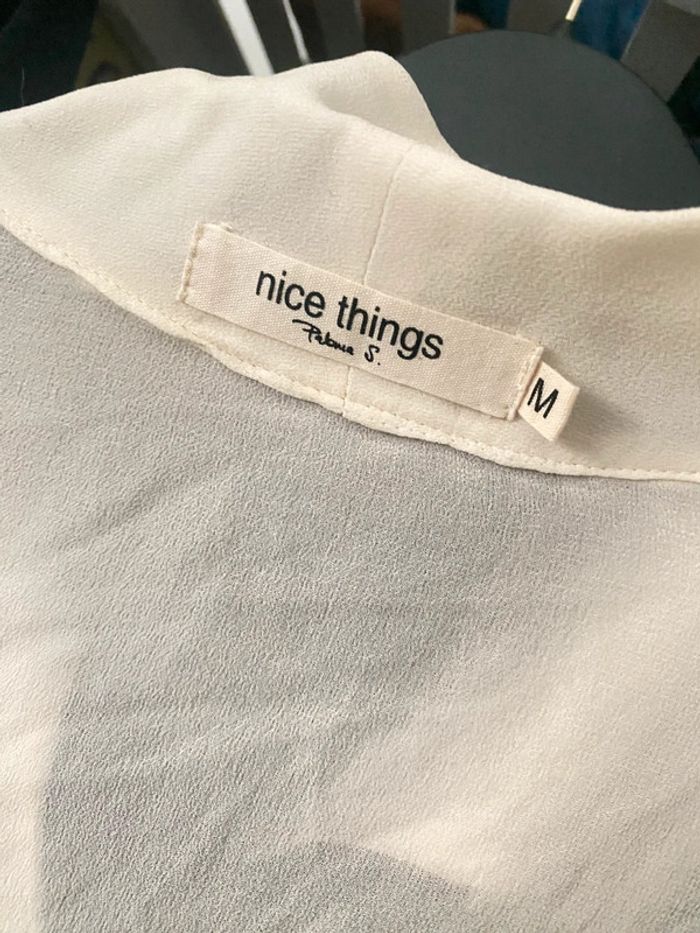 nice things
Paloma S.
M